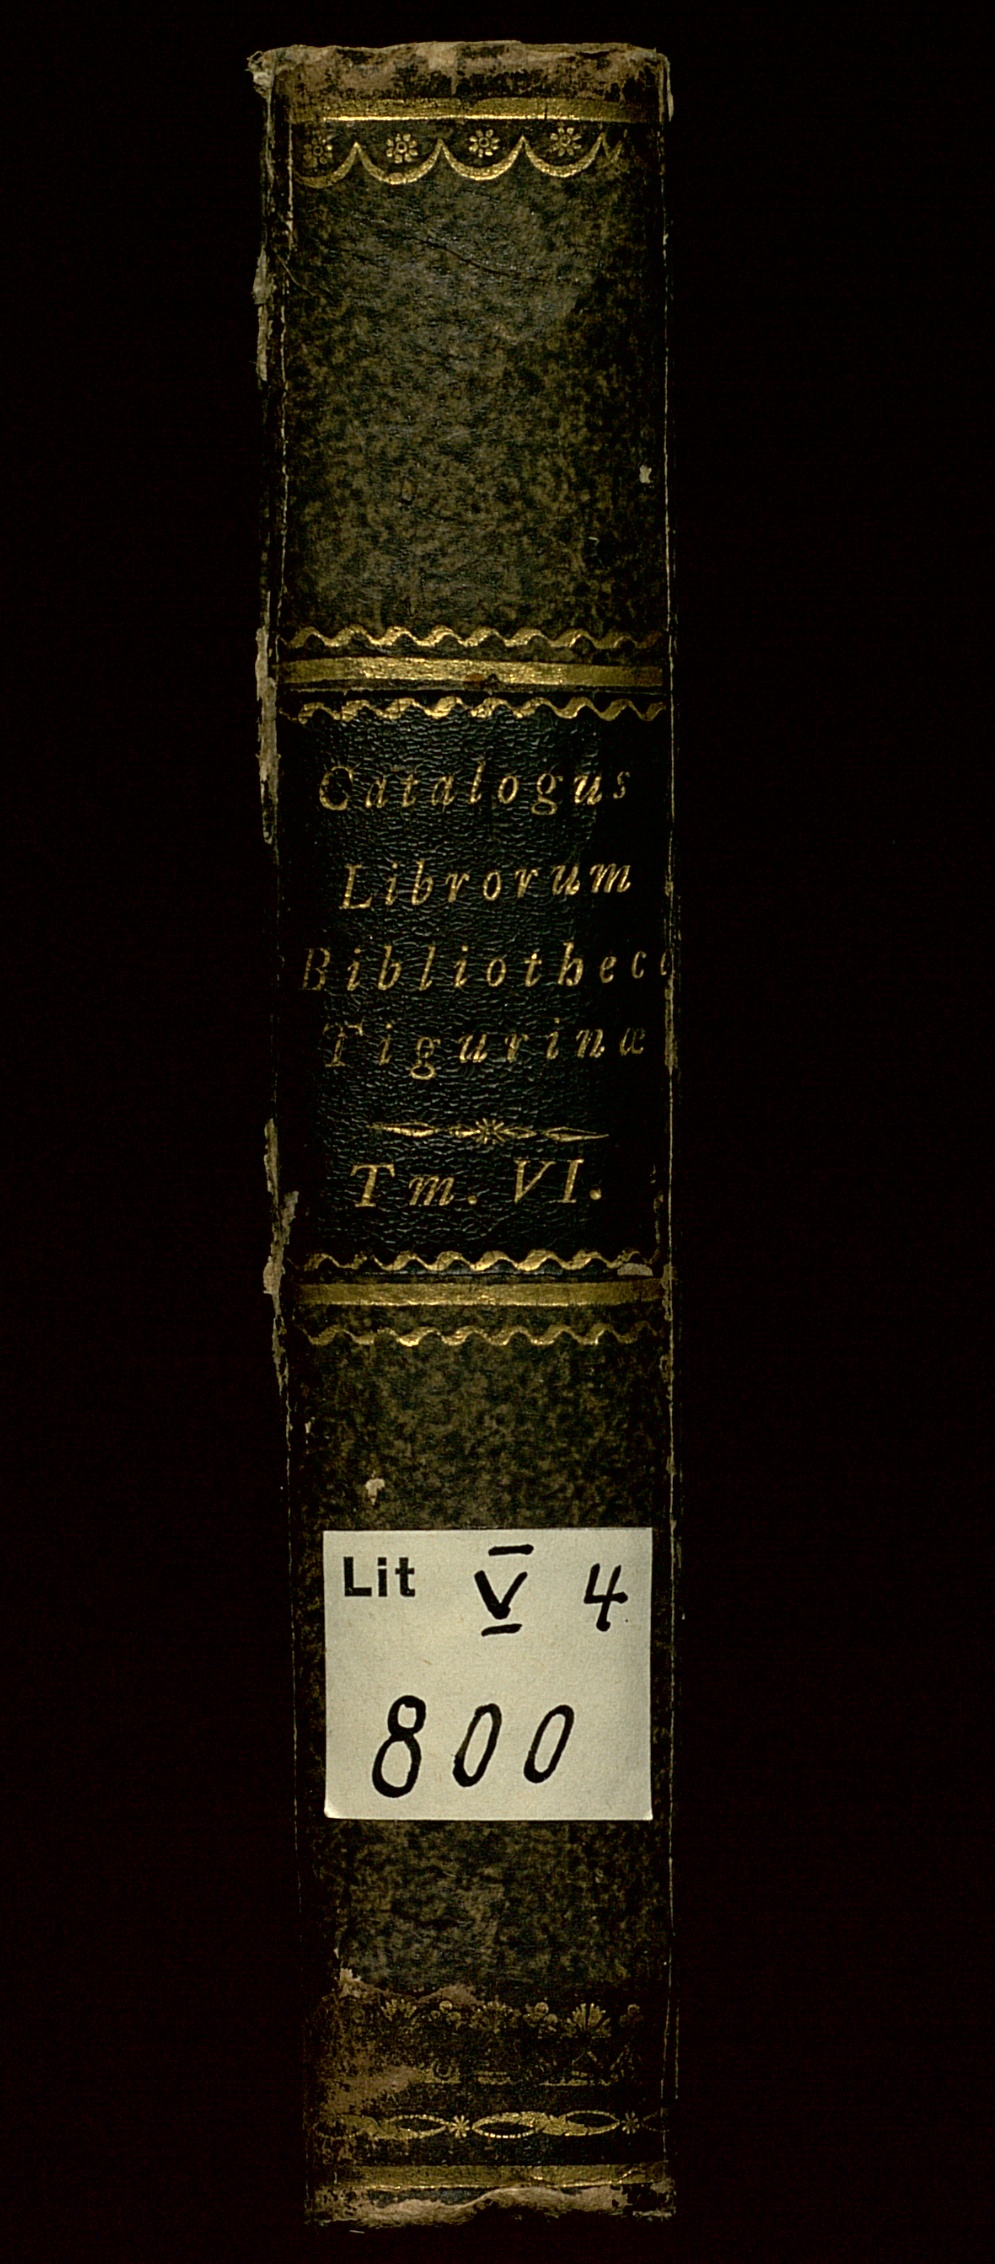 Catalogus
Librorum
Bibliothecæ
Tigurinæ
Tm. VI.
Lit V 4
800